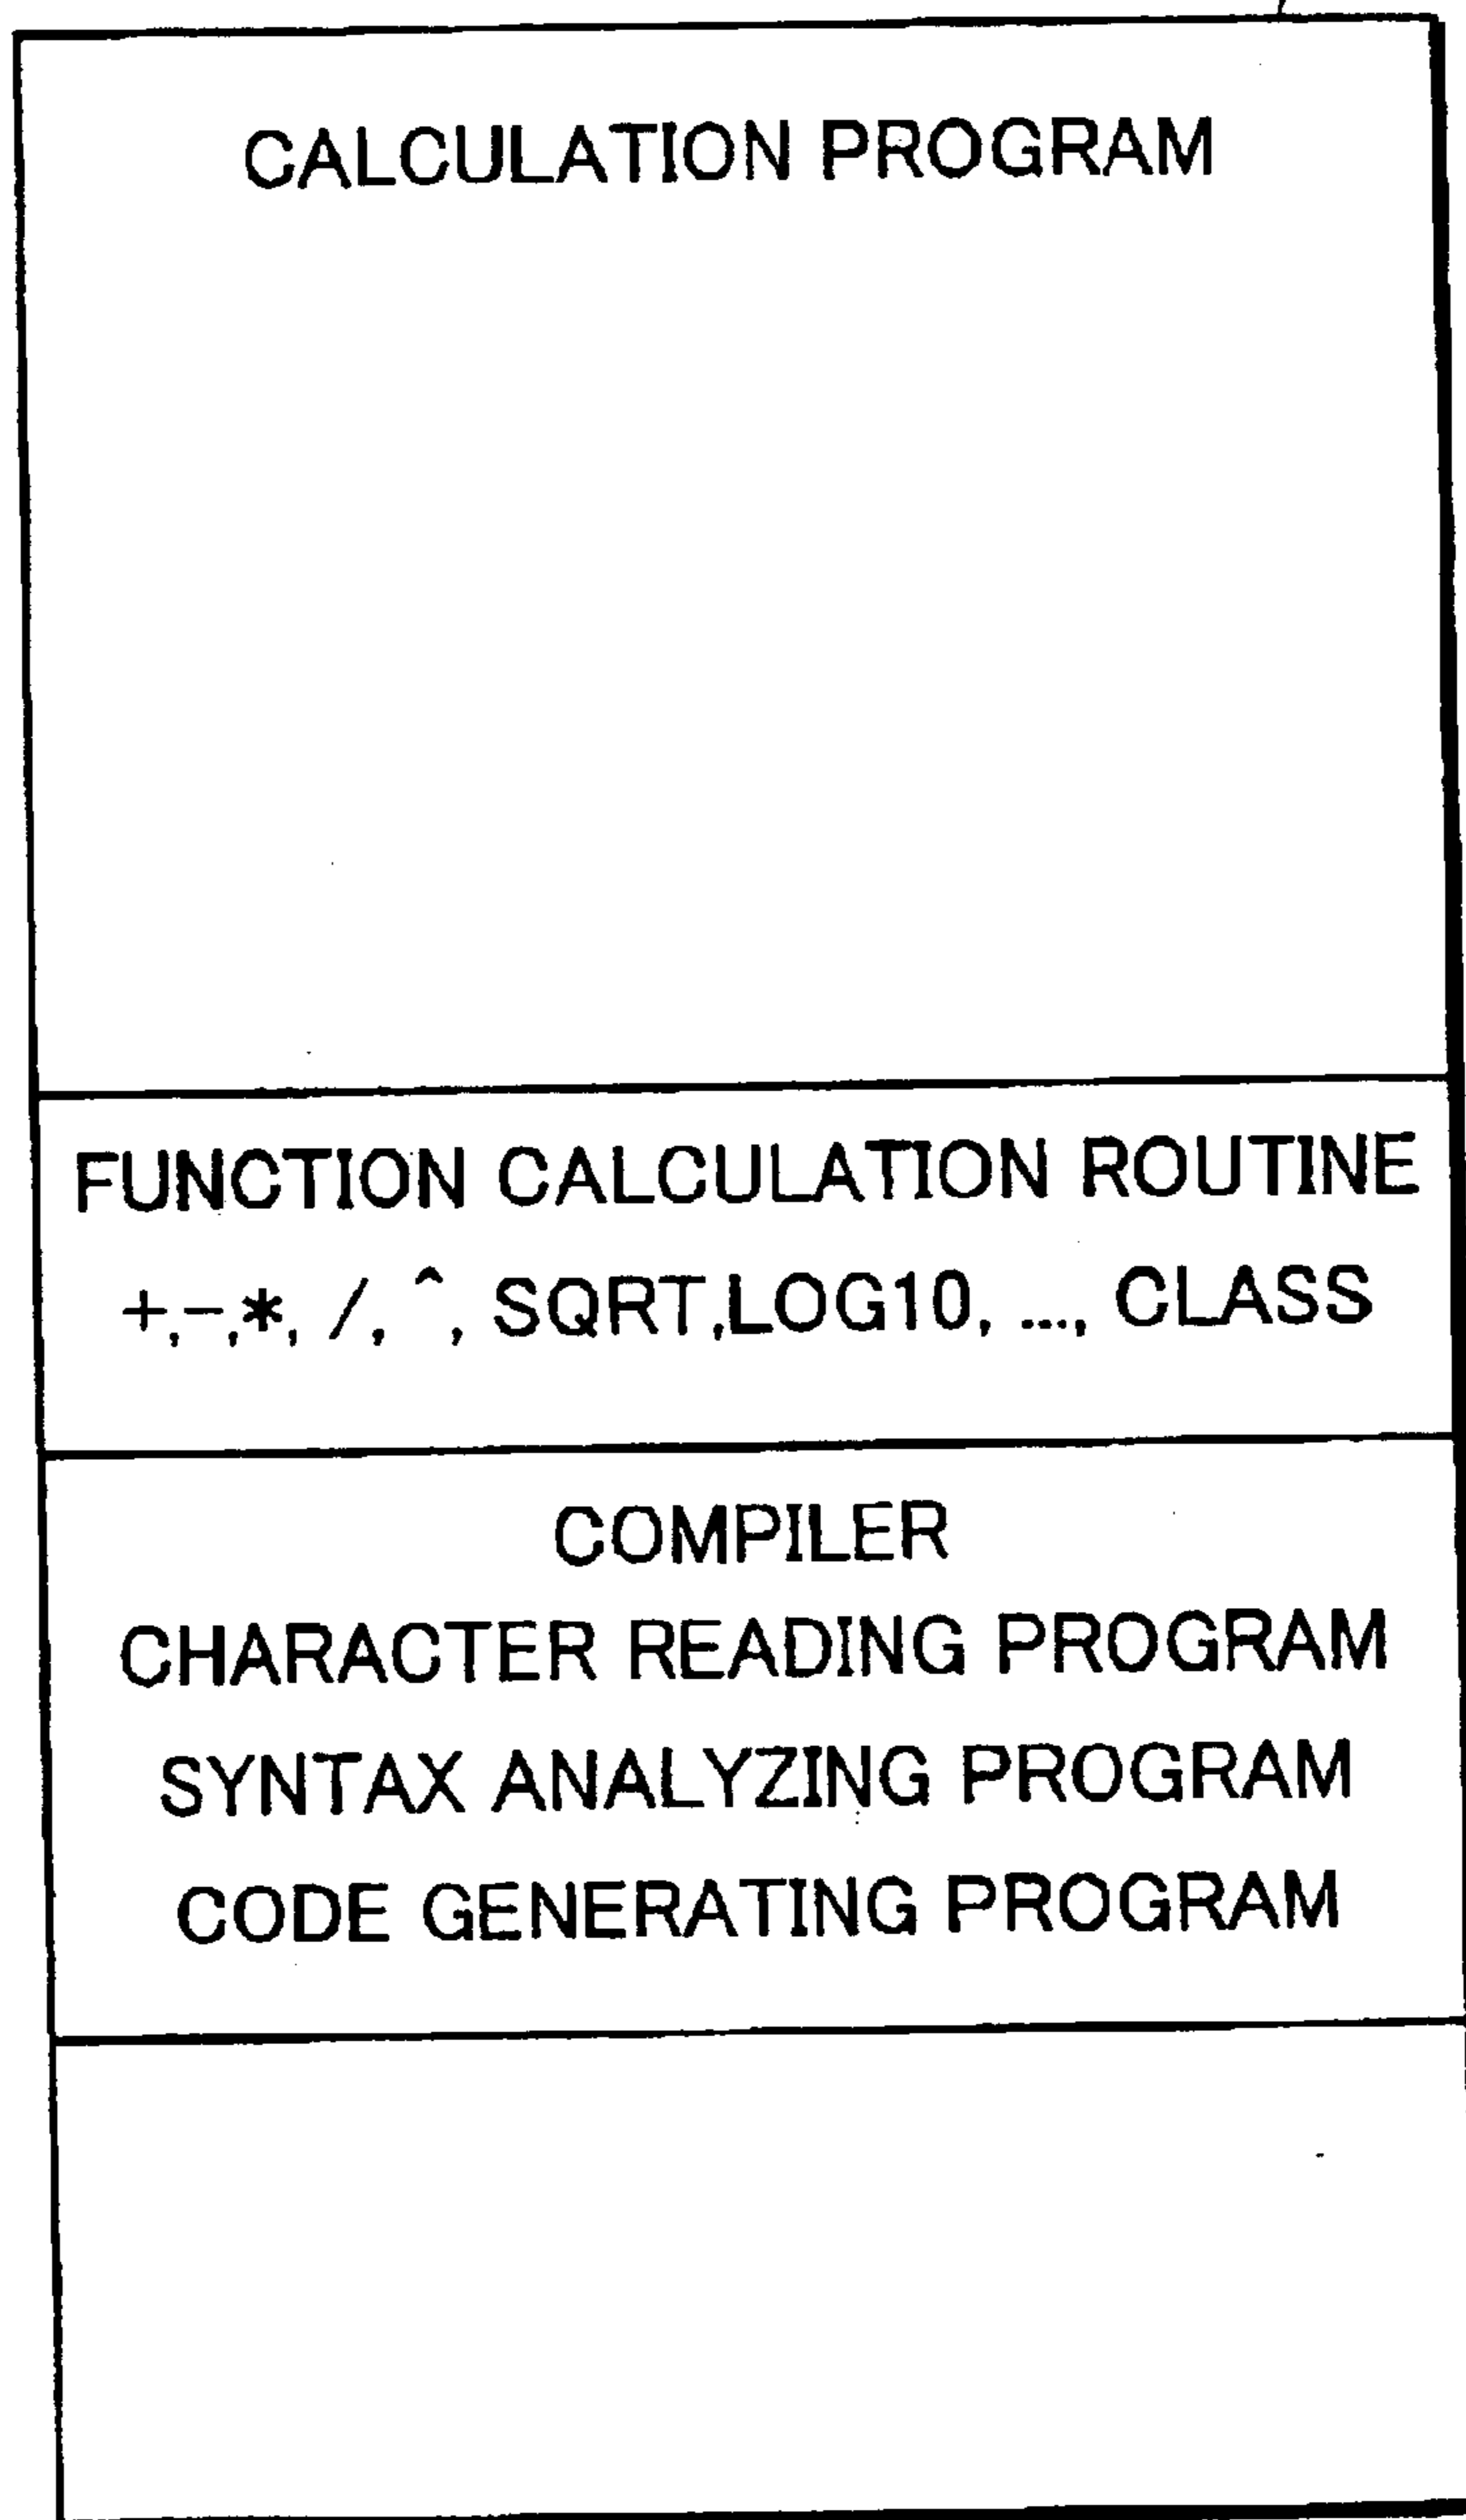 CALCULATION PROGRAM
FUNCTION CALCULATION ROUTINE
+,-,*, /, ^, SQRT,LOG10, ..., CLASS
COMPILER
CHARACTER READING PROGRAM
SYNTAX ANALYZING PROGRAM
CODE GENERATING PROGRAM